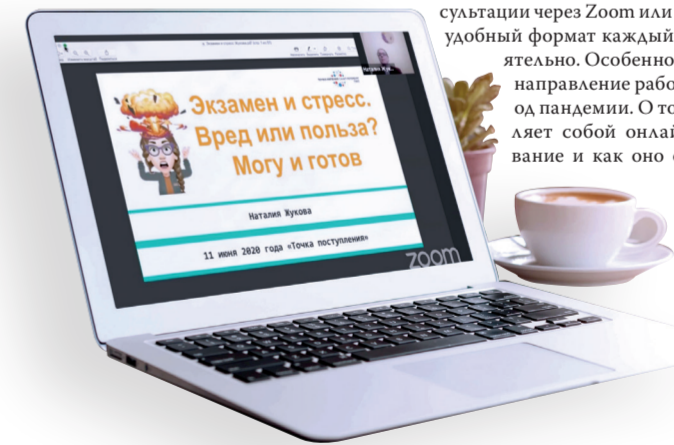 Экзамен и стресс.
Вред или польза?
Могу и готов
Наталия Жукова
11 июня 2020 года «Точка поступления»
zoom
сультации через Zoom или
удобный формат каждый
ятельно. Особенно
направление рабо
од пандемии. О то
ляет собой онлай
вание и как оно